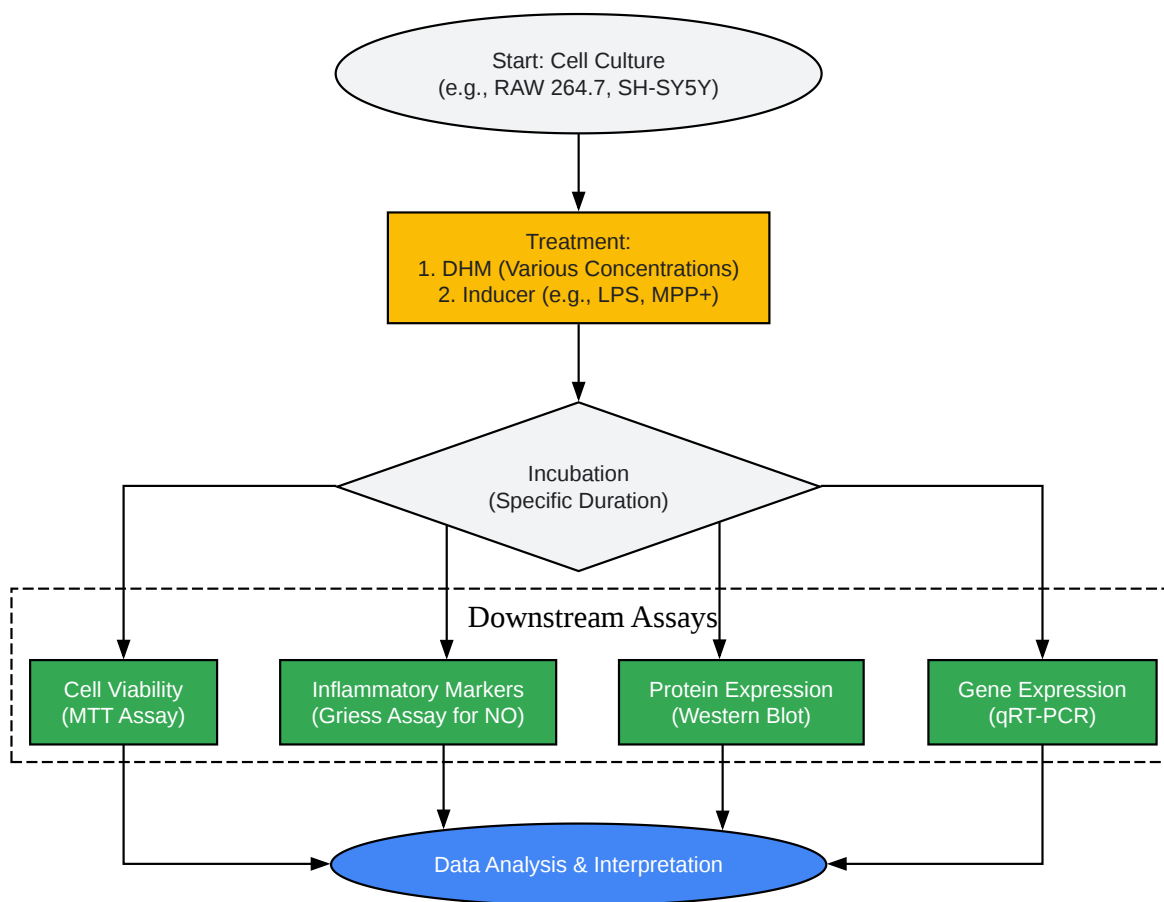 Start: Cell Culture
(e.g., RAW 264.7, SH-SY5Y)
Treatment:
1. DHM (Various Concentrations)
2. Inducer (e.g., LPS, MPP+)
Incubation
(Specific Duration)
Downstream Assays
Cell Viability
(MTT Assay)
Inflammatory Markers
(Griess Assay for NO)
Protein Expression
(Western Blot)
Gene Expression
(qRT-PCR)
Data Analysis & Interpretation